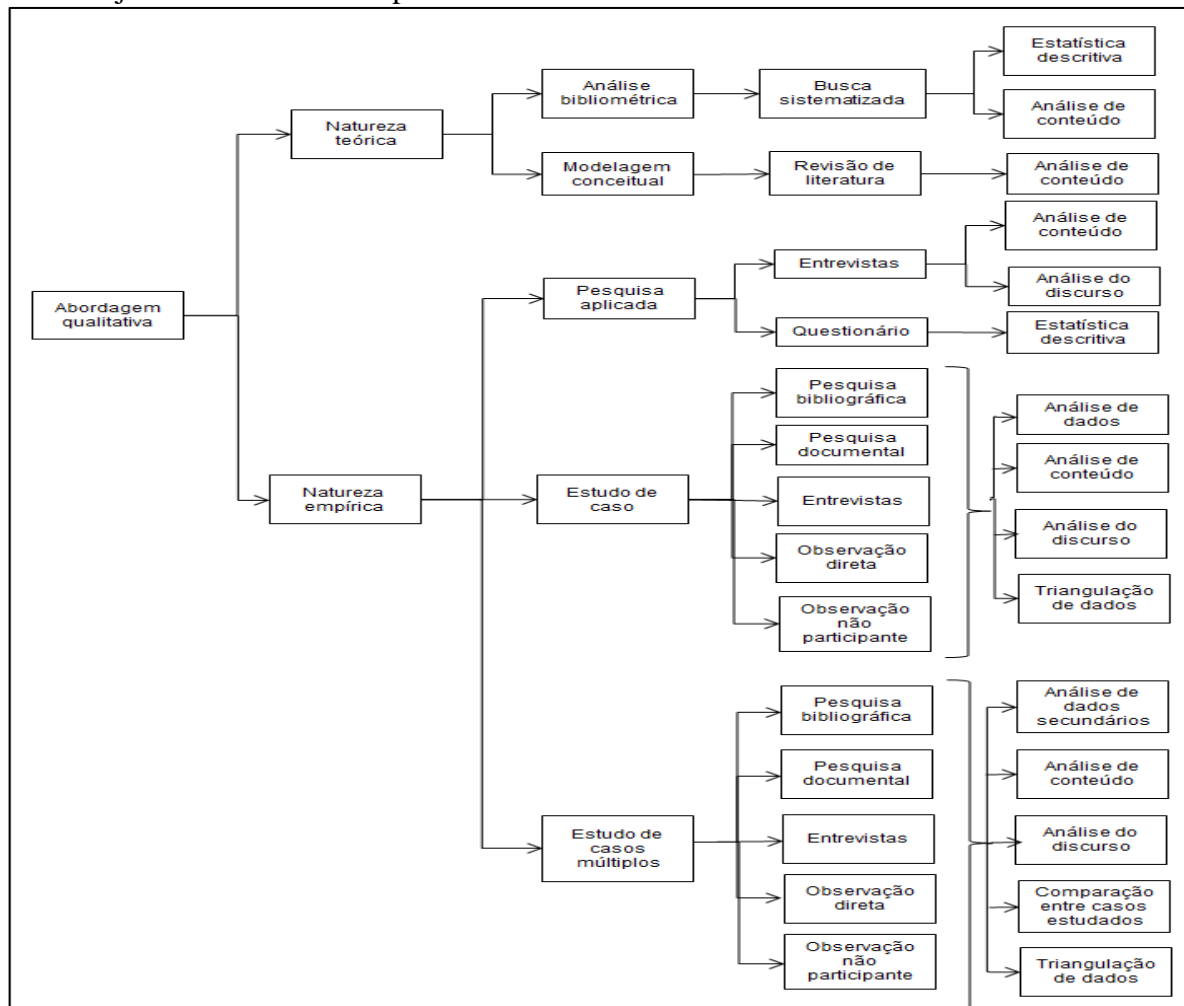 Estatística
descritiva
Análise
bibliométrica
Busca
sistematizada
Natureza
teórica
Análise de
conteúdo
Modelagem
conceitual
Revisão de
literatura
Análise de
conteúdo
Análise de
conteúdo
Entrevistas
Abordagem
qualitativa
Pesquisa
aplicada
Análise do
discurso
Questionário
Estatística
descritiva
Pesquisa
bibliográfica
Análise de
dados
Pesquisa
documental
Análise de
conteúdo
Natureza
empírica
Estudo de
caso
Entrevistas
Análise do
discurso
Observação
direta
Triangulação
de dados
Observação
não
participante
Pesquisa
bibliográfica
Análise de
dados
secundários
Pesquisa
documental
Análise de
conteúdo
Estudo de
casos
múltiplos
Entrevistas
Análise do
discurso
Observação
direta
Comparação
entre casos
estudados
Observação
não
participante
Triangulação
de dados